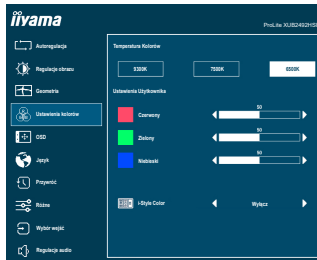 iiyama
ProLite XUB2492HS
Autoregulacja
Regulacja obrazu
Geometria
Ustawienia kolorów
OSD
Język
Przywróć
Różne
Wybór wejść
Regulacje audio
Temperatura Kolorów
9300K 7500K 6500K
Ustawienia Użytkownika
Czerwony 50
Zielony 50
Niebieski 50
i-Style Color Wyłącz